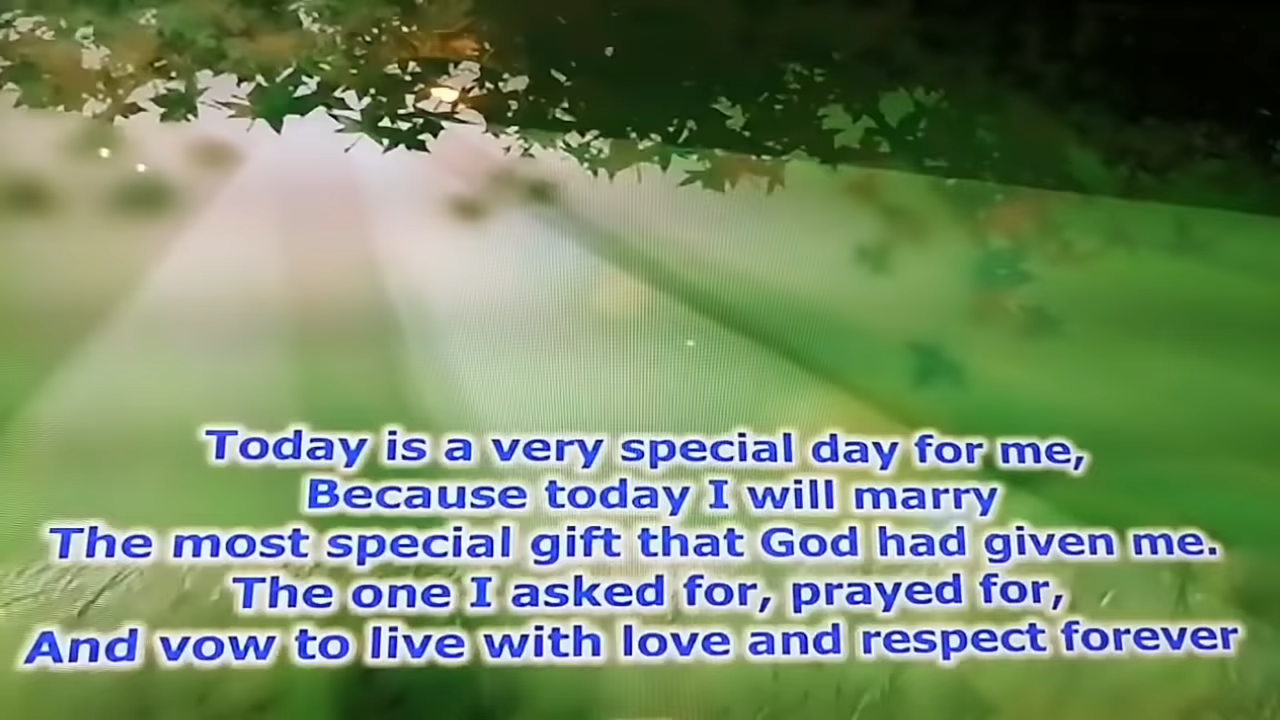 Today is a very special day for me,
Because today I will marry
The most special gift that God had given me.
The one I asked for, prayed for,
And vow to live with love and respect forever